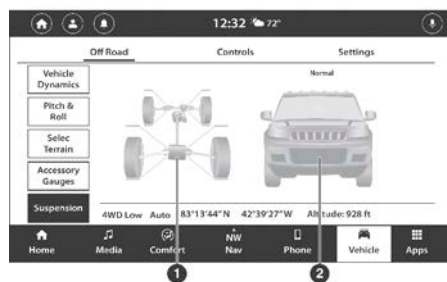 12:32 72°
Off Road Controls Settings
Vehicle Dynamics
Pitch & Roll
Selec Terrain
Accessory Gauges
Suspension
Normal
4WD Low Auto 83°13'44"N 42°39'27"W Altitude: 928 ft
Home Media Comfort NW Nav Phone Vehicle Apps
1 2